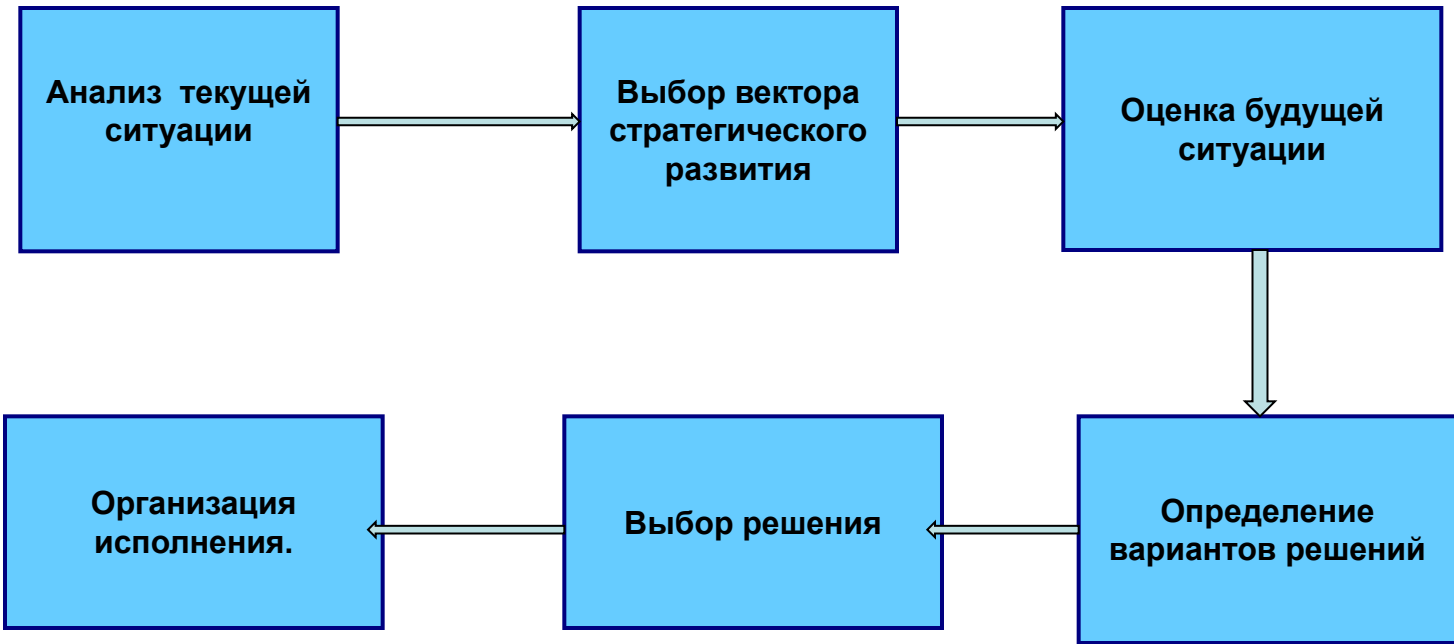 Анализ текущей
ситуации
Выбор вектора
стратегического
развития
Оценка будущей
ситуации
Определение
вариантов решений
Выбор решения
Организация
исполнения.